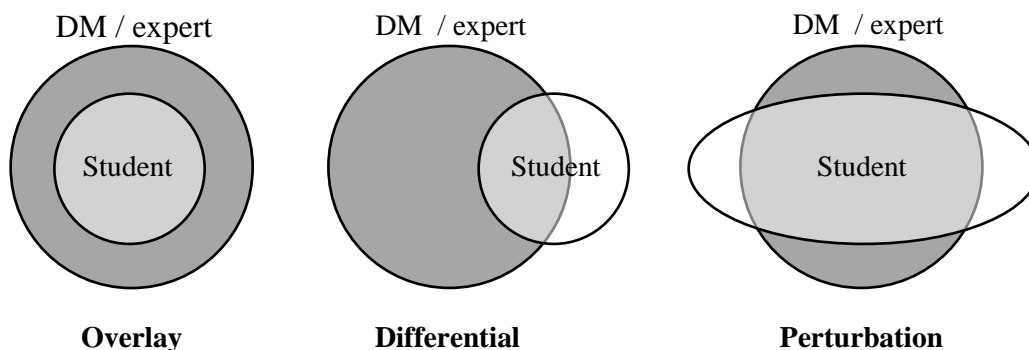 DM / expert
DM / expert
DM / expert
Student
Student
Student
Overlay
Differential
Perturbation